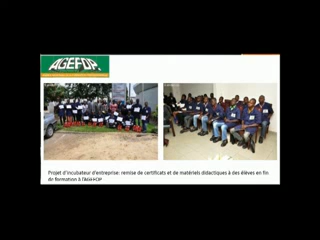 AGEFOP.
Projet d'incubateur d'entreprise: remise de certificats et de matériels didactiques à des élèves en fin
de formation à l'AGEFOP